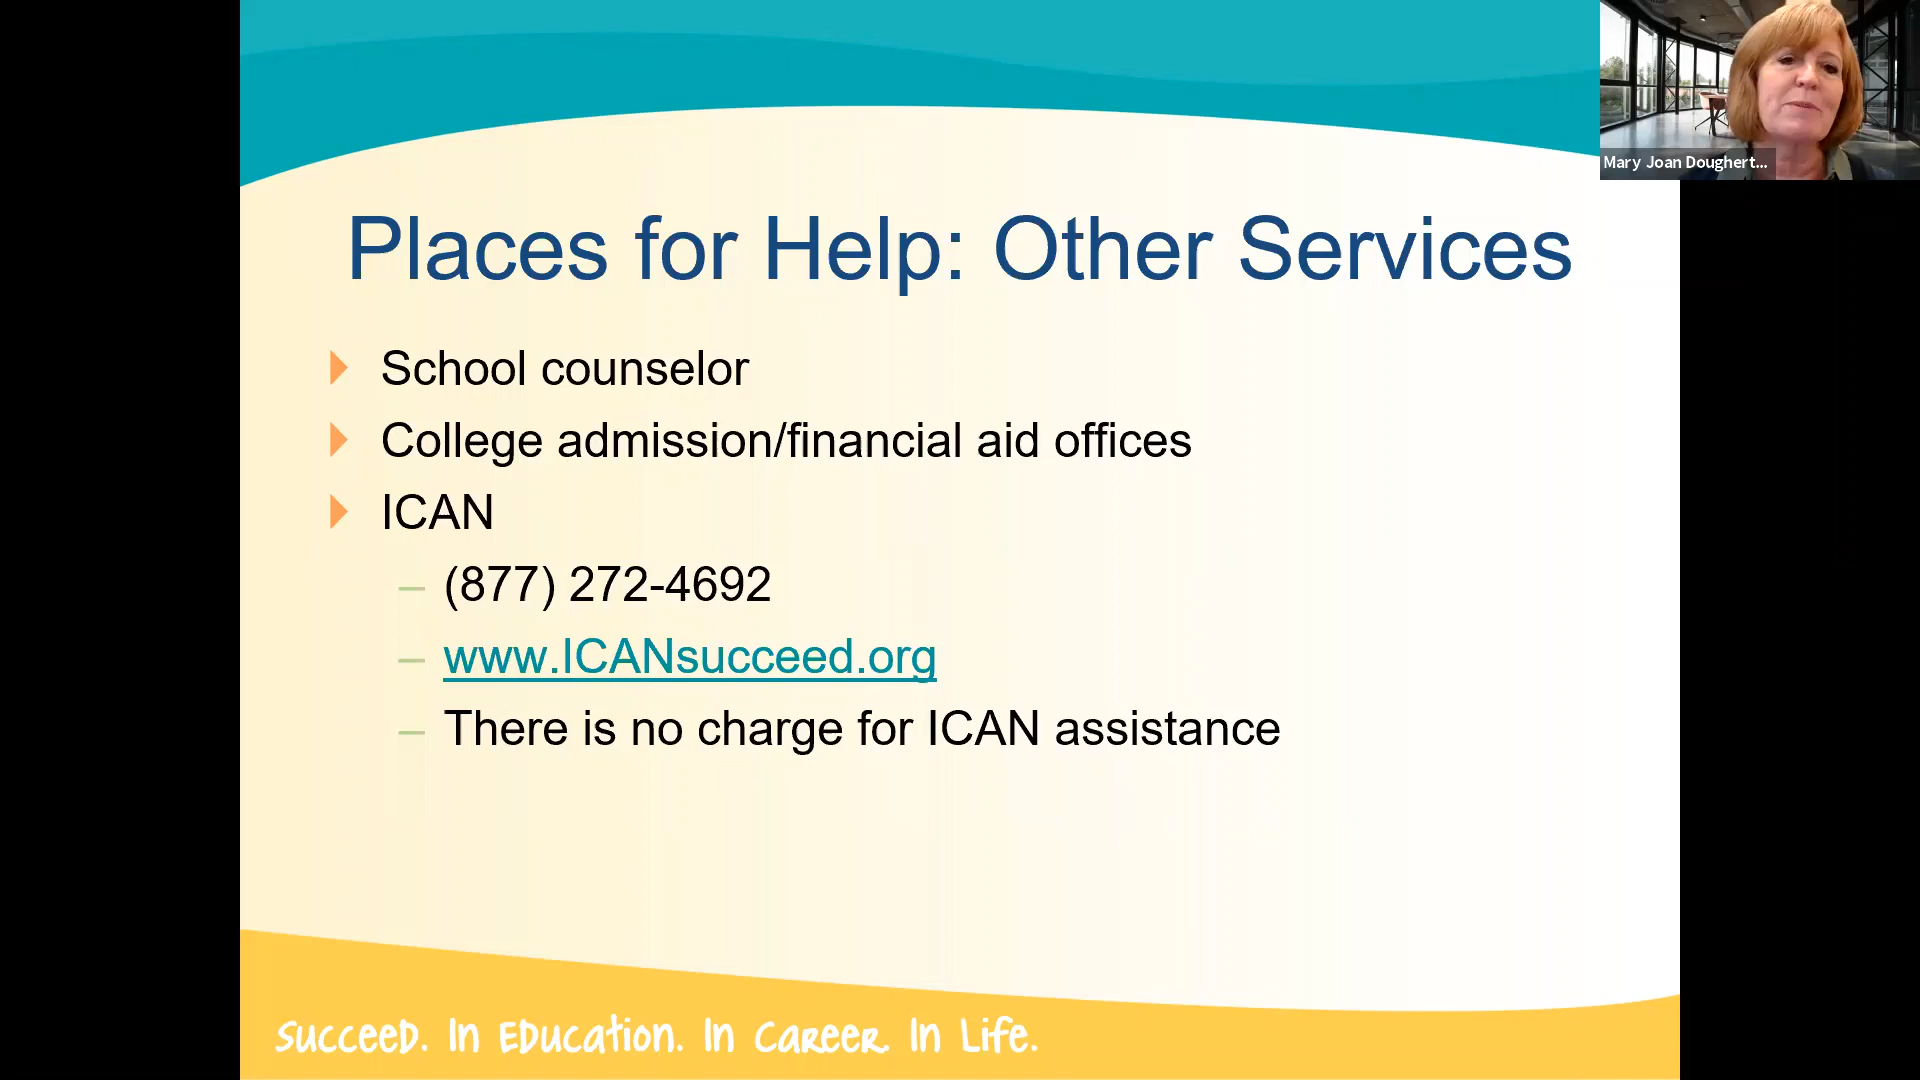 Places for Help: Other Services
School counselor
College admission/financial aid offices
ICAN
– (877) 272-4692
– www.ICANsucceed.org
– There is no charge for ICAN assistance
Succeed. In Education. In Career. In Life.
Mary Joan Doughert...